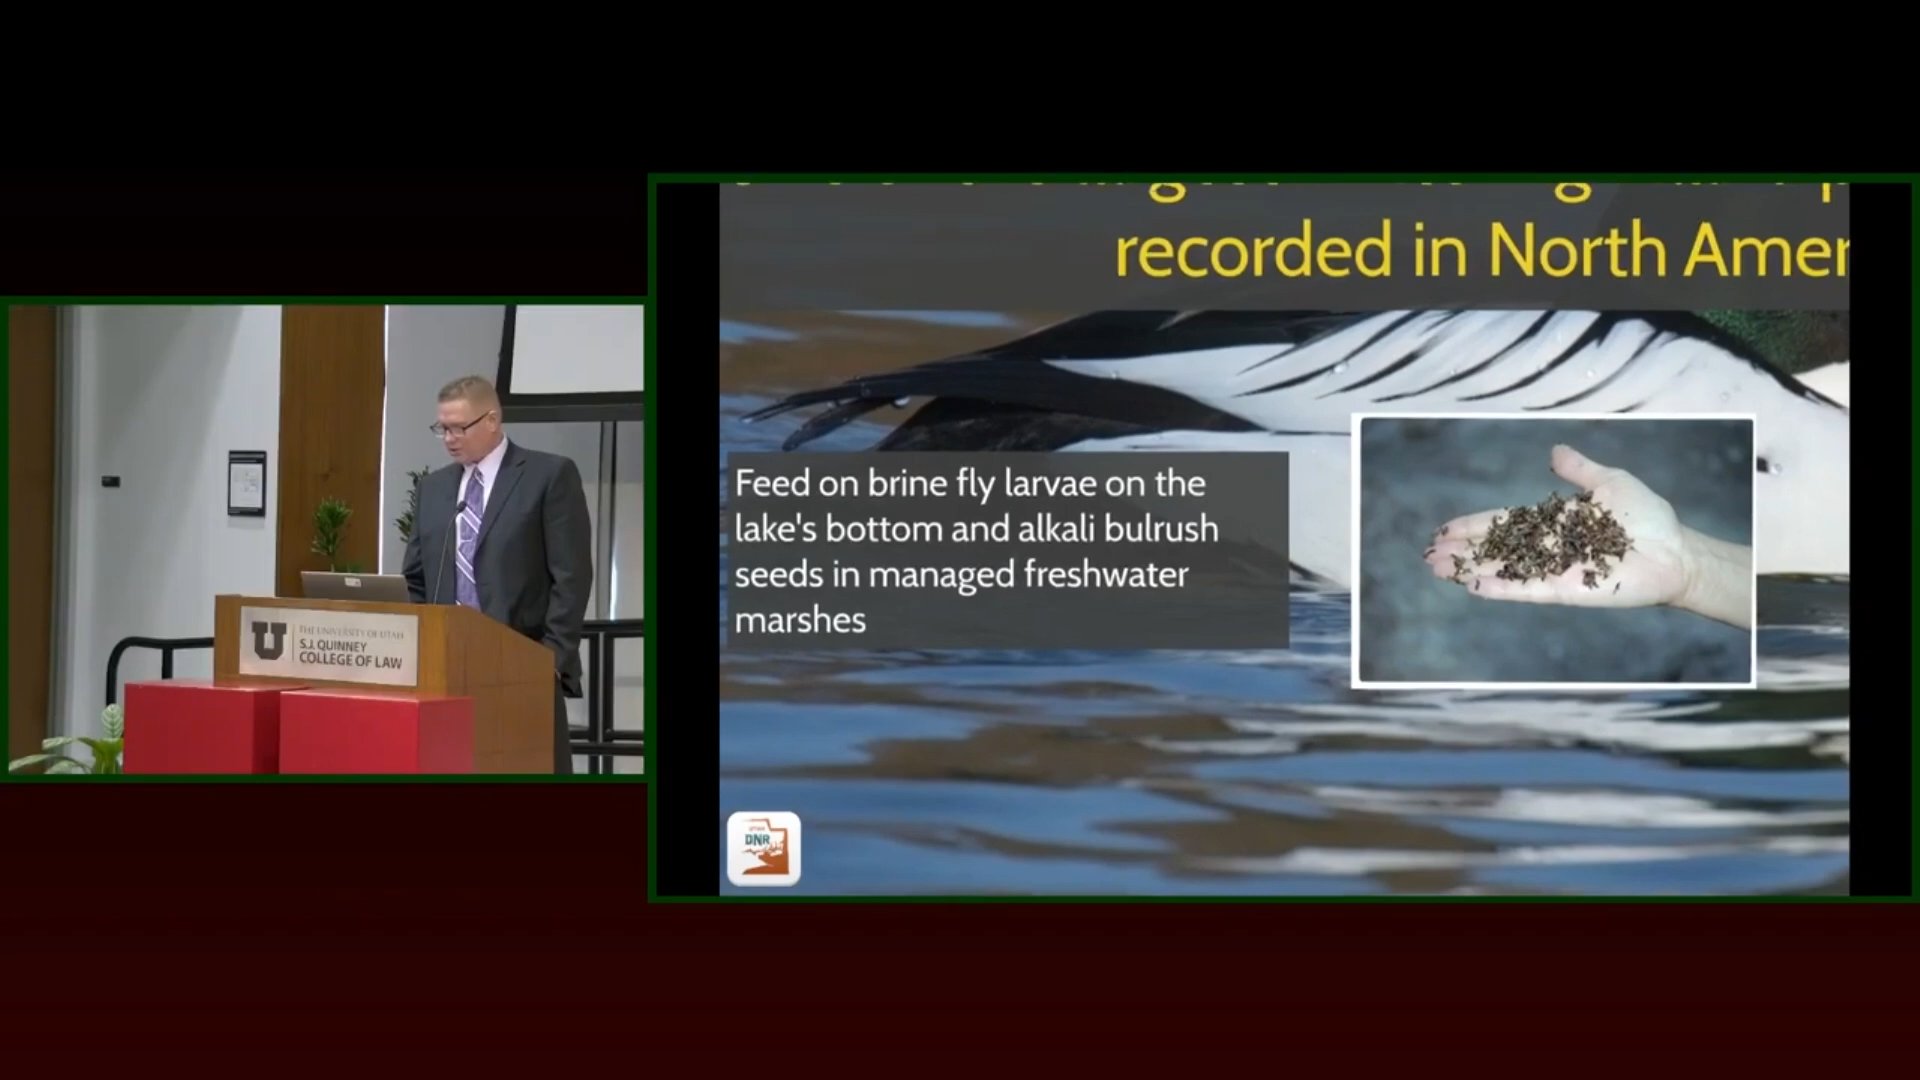 THE UNIVERSITY OF UTAH
S.J. QUINNEY
COLLEGE OF LAW
recorded in North Amer
Feed on brine fly larvae on the
lake's bottom and alkali bulrush
seeds in managed freshwater
marshes
DNR